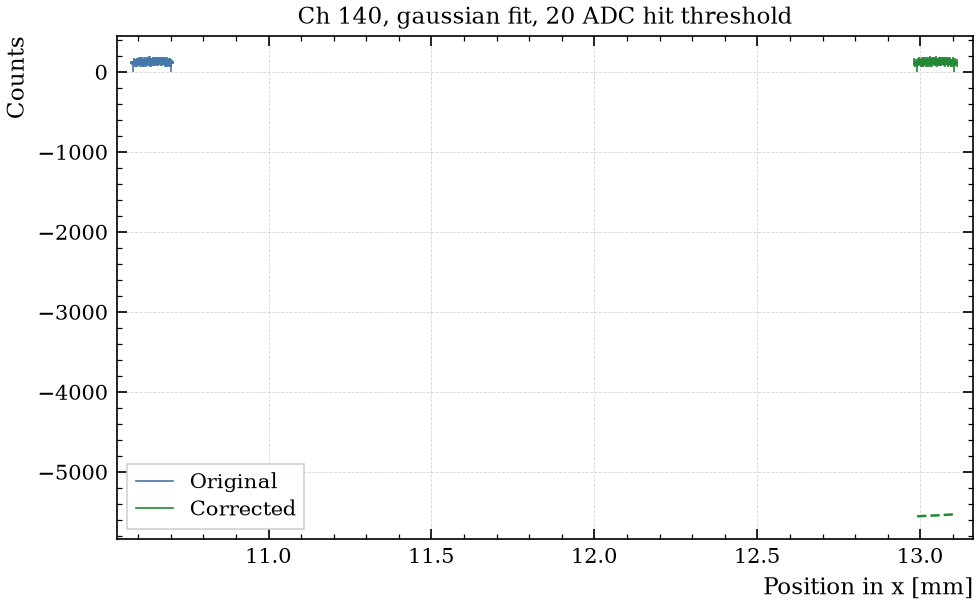 Ch 140, gaussian fit, 20 ADC hit threshold
Counts
0
−1000
−2000
−3000
−4000
−5000
Original
Corrected
11.0 11.5 12.0 12.5 13.0
Position in x [mm]